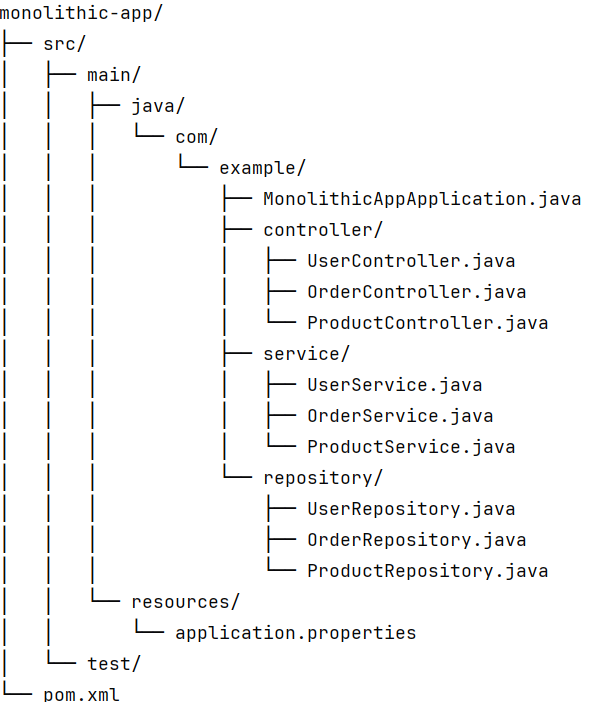 monolithic-app/
├── src/
│   ├── main/
│   │   ├── java/
│   │   │   └── com/
│   │   │       └── example/
│   │   │           ├── MonolithicAppApplication.java
│   │   │           ├── controller/
│   │   │           │   ├── UserController.java
│   │   │           │   ├── OrderController.java
│   │   │           │   └── ProductController.java
│   │   │           ├── service/
│   │   │           │   ├── UserService.java
│   │   │           │   ├── OrderService.java
│   │   │           │   └── ProductService.java
│   │   │           └── repository/
│   │   │               ├── UserRepository.java
│   │   │               ├── OrderRepository.java
│   │   │               └── ProductRepository.java
│   │   └── resources/
│   │       └── application.properties
│   └── test/
└── pom.xml